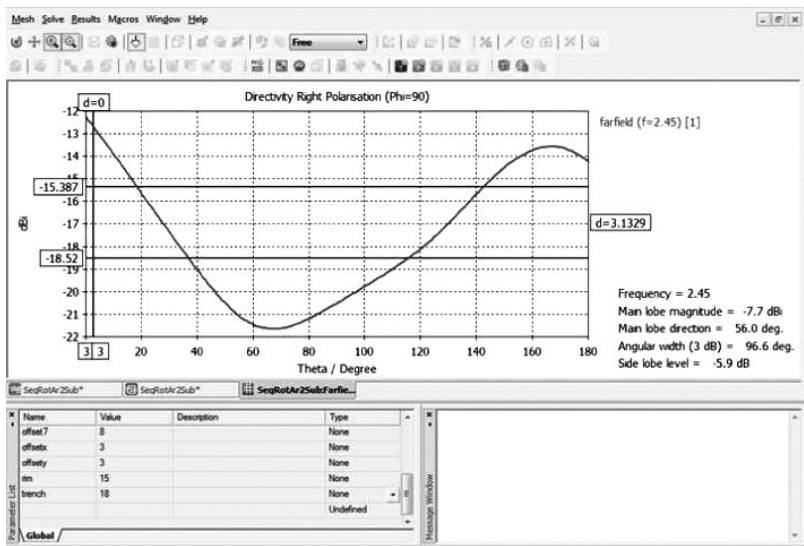 Mesh Solve Results Macros Window Help
Free
Directivity Right Polarisation (Phi=90)
d=0
farfield (f=2.45) [1]
-12
-13
-14
-15.387
-16
-17
-18
-18.52
-19
-20
-21
-22
dBi
d=3.1329
3 3 20 40 60 80 100 120 140 160 180
Theta / Degree
Frequency = 2.45
Main lobe magnitude = -7.7 dBi
Main lobe direction = 56.0 deg.
Angular width (3 dB) = 96.6 deg.
Side lobe level = -5.9 dB
SeqRotAr2Sub* SeqRotAr2Sub* SeqRotAr2Sub:Farfie...
Name Value Description Type
offset7 8 None
offsetx 3 None
offsety 3 None
rim 15 None
trench 18 None
Undefined
Global
Parameter List
Message Window